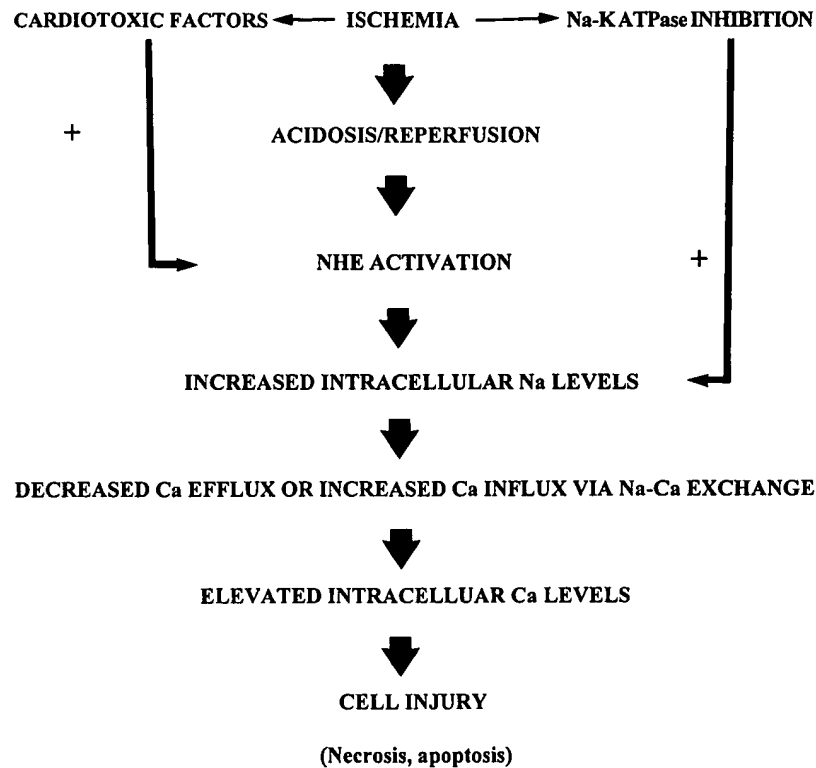 CARDIOTOXIC FACTORS ISCHEMIA Na-K ATPase INHIBITION
+
ACIDOSIS/REPERFUSION
NHE ACTIVATION
+
INCREASED INTRACELLULAR Na LEVELS
DECREASED Ca EFFLUX OR INCREASED Ca INFLUX VIA Na-Ca EXCHANGE
ELEVATED INTRACELLUAR Ca LEVELS
CELL INJURY
(Necrosis, apoptosis)